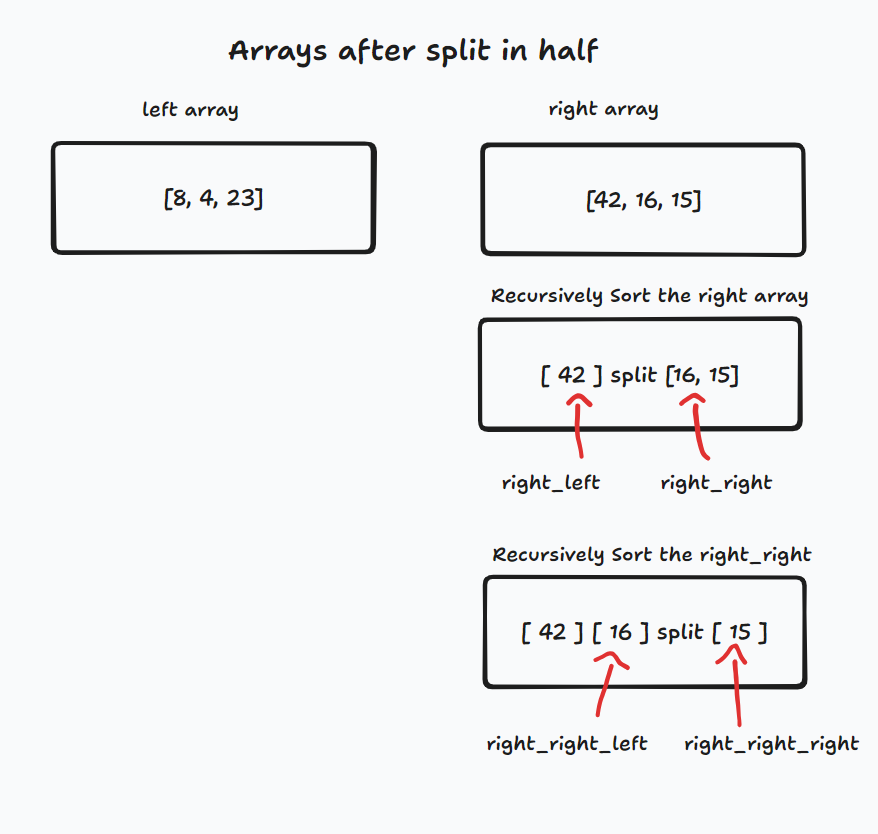 Arrays after split in half
left array
right array
[8, 4, 23]
[42, 16, 15]
Recursively Sort the right array
[ 42 ] split [16, 15]
right_left
right_right
Recursively Sort the right_right
[ 42 ] [ 16 ] split [ 15 ]
right_right_left
right_right_right